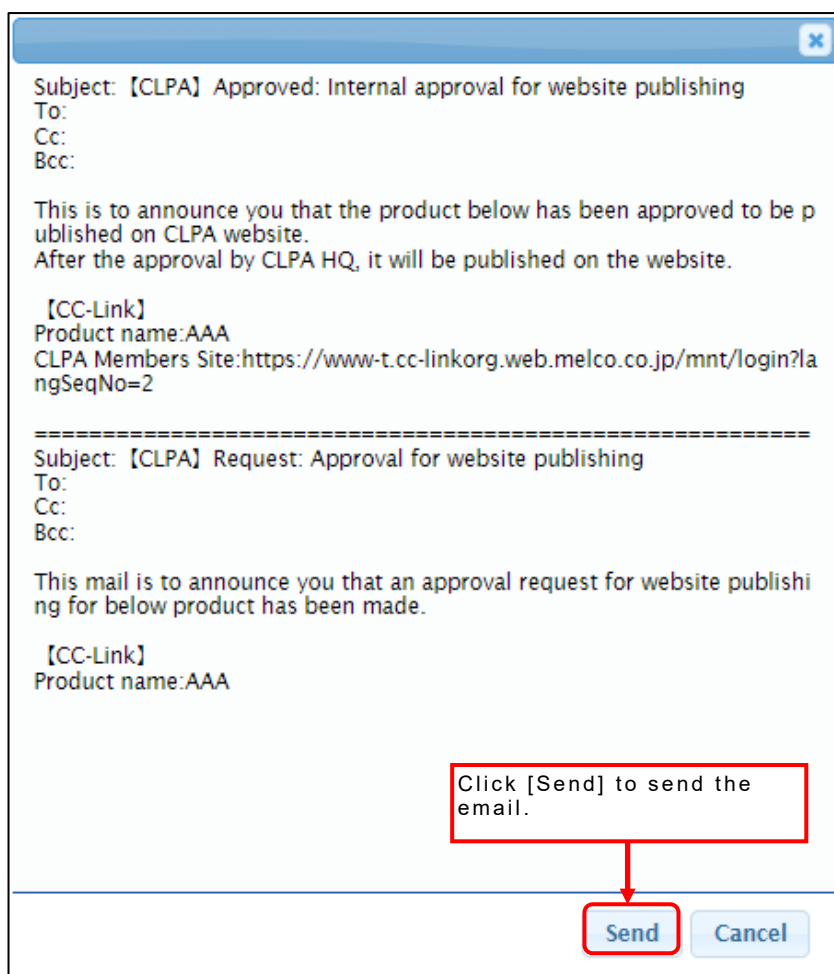 Subject:【CLPA】Approved: Internal approval for website publishing
To:
Cc:
Bcc:
This is to announce you that the product below has been approved to be p
ublished on CLPA website.
After the approval by CLPA HQ, it will be published on the website.
【CC-Link】
Product name:AAA
CLPA Members Site:https://www-t.cc-linkorg.web.melco.co.jp/mnt/login?la
ngSeqNo=2
=========================================================
Subject:【CLPA】Request: Approval for website publishing
To:
Cc:
Bcc:
This mail is to announce you that an approval request for website publishi
ng for below product has been made.
【CC-Link】
Product name:AAA
Click [Send] to send the
email.
Send Cancel